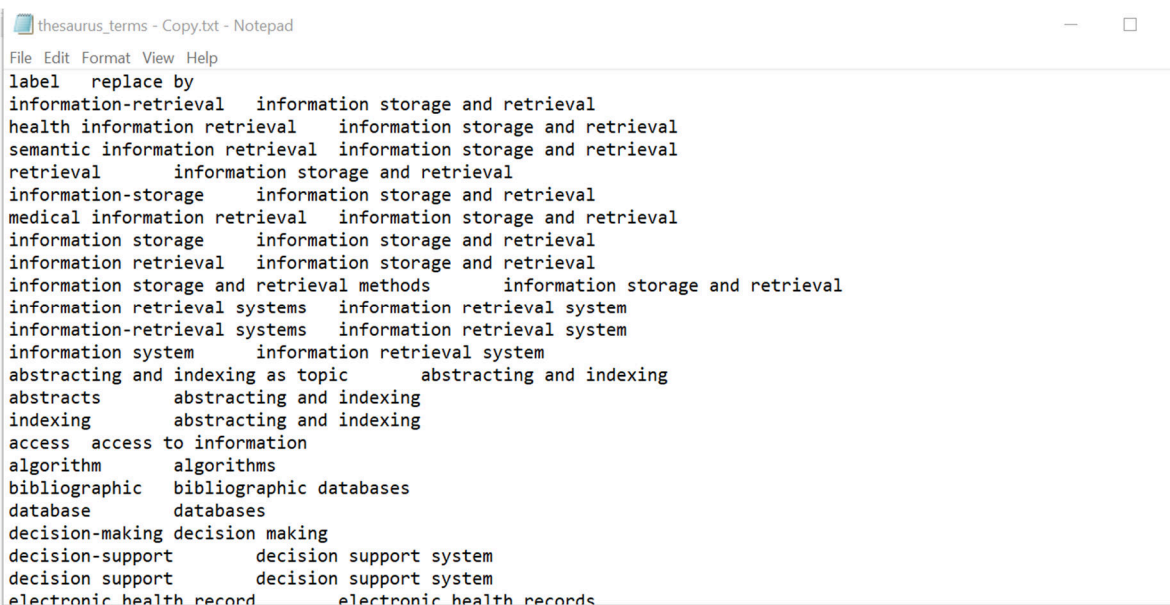 thesaurus_terms - Copy.txt - Notepad
File Edit Format View Help
label	replace by
information-retrieval	information storage and retrieval
health information retrieval	information storage and retrieval
semantic information retrieval	information storage and retrieval
retrieval	information storage and retrieval
information-storage	information storage and retrieval
medical information retrieval	information storage and retrieval
information storage	information storage and retrieval
information retrieval	information storage and retrieval
information storage and retrieval methods	information storage and retrieval
information retrieval systems	information retrieval system
information-retrieval systems	information retrieval system
information system	information retrieval system
abstracting and indexing as topic	abstracting and indexing
abstracts	abstracting and indexing
indexing	abstracting and indexing
access	access to information
algorithm	algorithms
bibliographic	bibliographic databases
database	databases
decision-making	decision making
decision-support	decision support system
decision support	decision support system
electronic health record	electronic health records